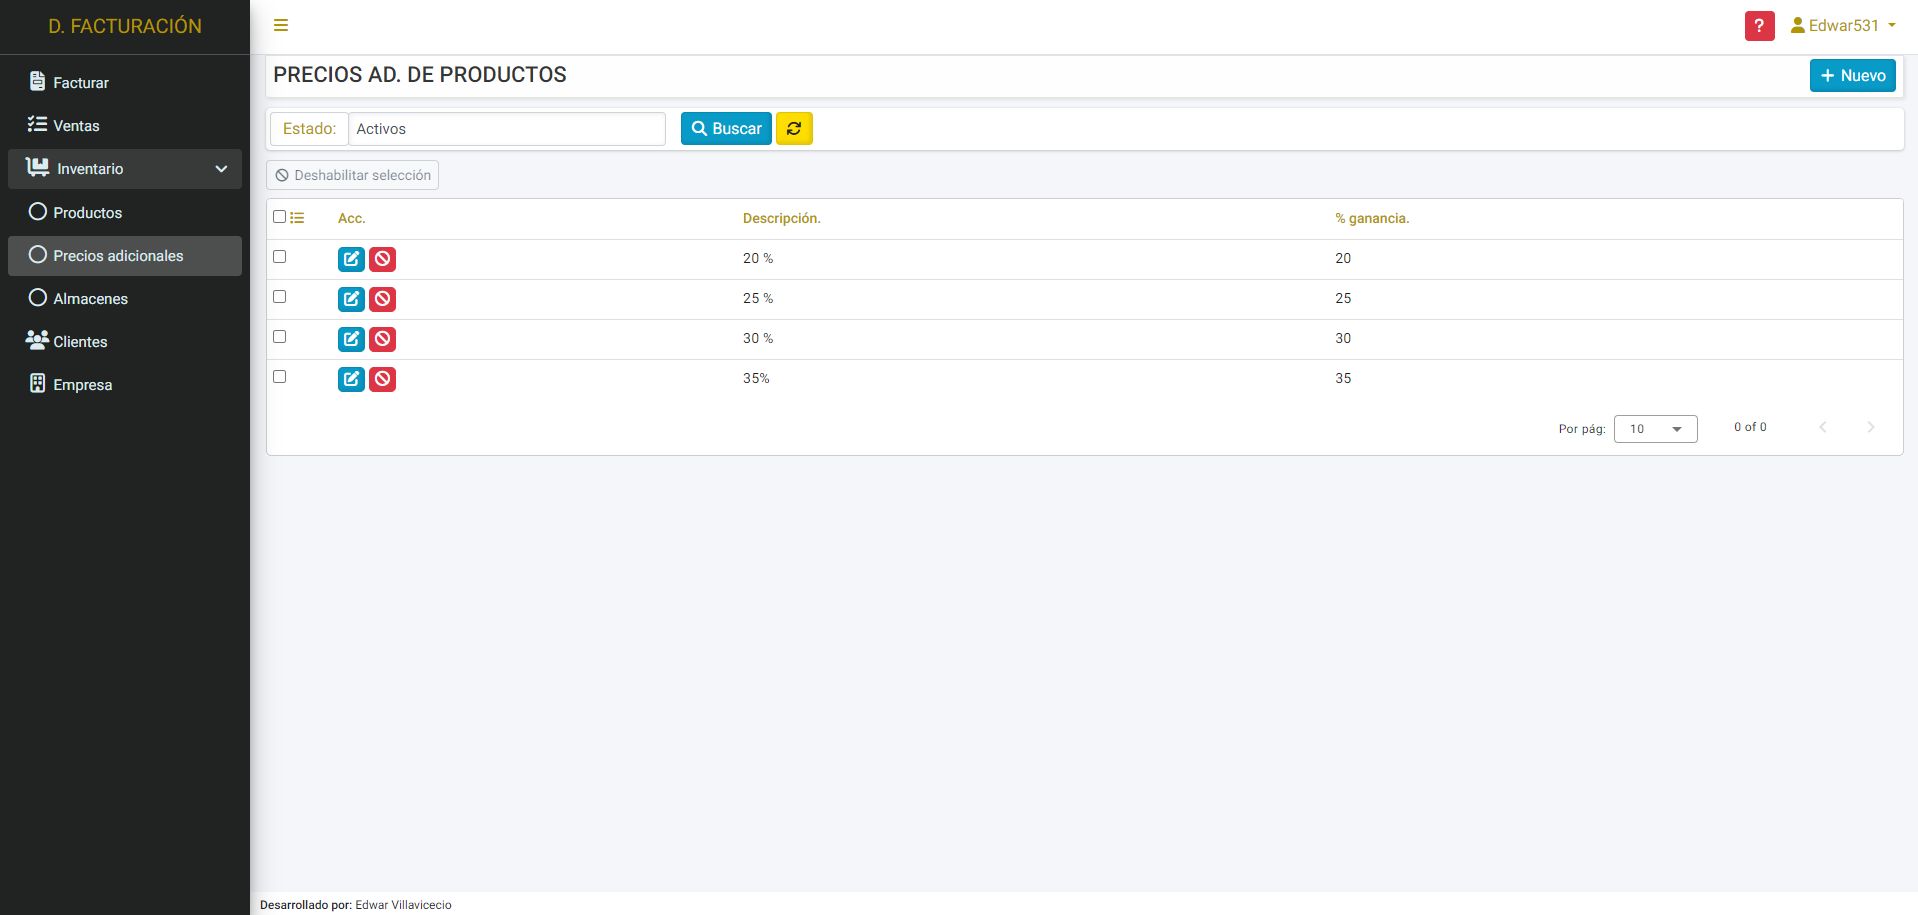 D. FACTURACIÓN
? Edwar531
Facturar
Ventas
Inventario
Productos
Precios adicionales
Almacenes
Clientes
Empresa
PRECIOS AD. DE PRODUCTOS
+ Nuevo
Estado: Activos Buscar
Deshabilitar selección
Acc. Descripción. % ganancia.
20 % 20
25 % 25
30 % 30
35% 35
Por pág: 10 0 of 0
Desarrollado por: Edwar Villavicecio